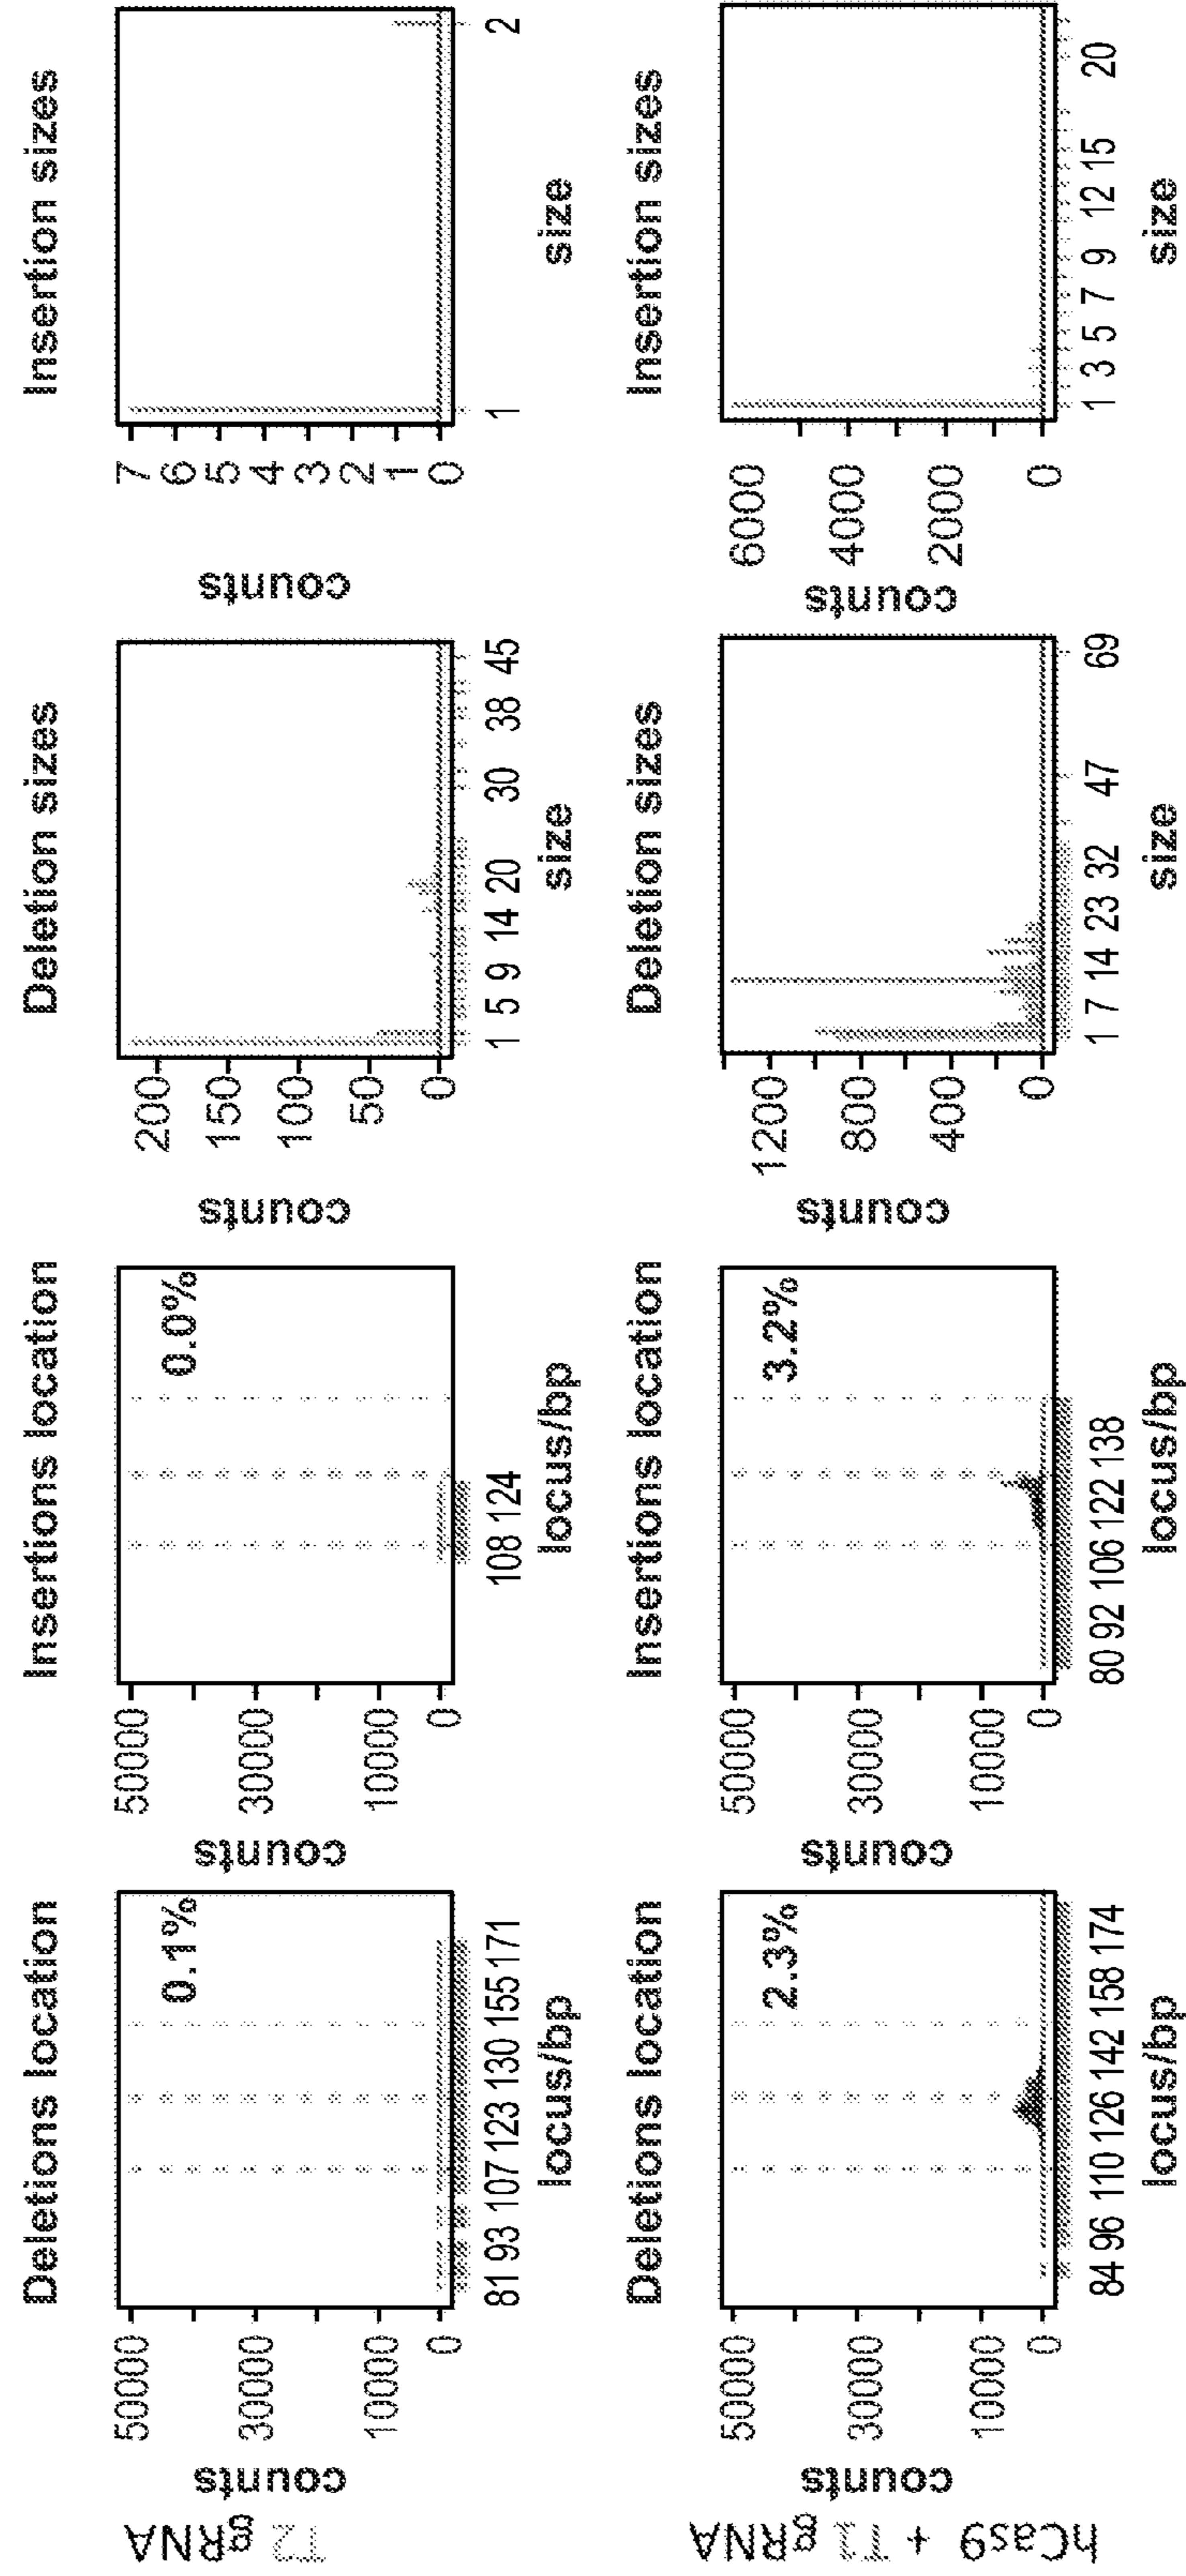 T2 gRNA
Deletions location
counts
50000
30000
10000
0
0.1%
81 93 107 123 130 155 171
locus/bp
Insertions location
counts
50000
30000
10000
0
0.0%
108 124
locus/bp
Deletion sizes
counts
200
150
100
50
0
1 5 9 14 20 30 38 45
size
Insertion sizes
counts
7
6
5
4
3
2
1
0
1 2
size
hCas9 + T1 gRNA
Deletions location
counts
50000
30000
10000
0
2.3%
84 96 110 126 142 158 174
locus/bp
Insertions location
counts
50000
30000
10000
0
3.2%
80 92 106 122 138
locus/bp
Deletion sizes
counts
1200
800
400
0
1 7 14 23 32 47 69
size
Insertion sizes
counts
6000
4000
2000
0
1 3 5 7 9 12 15 20
size